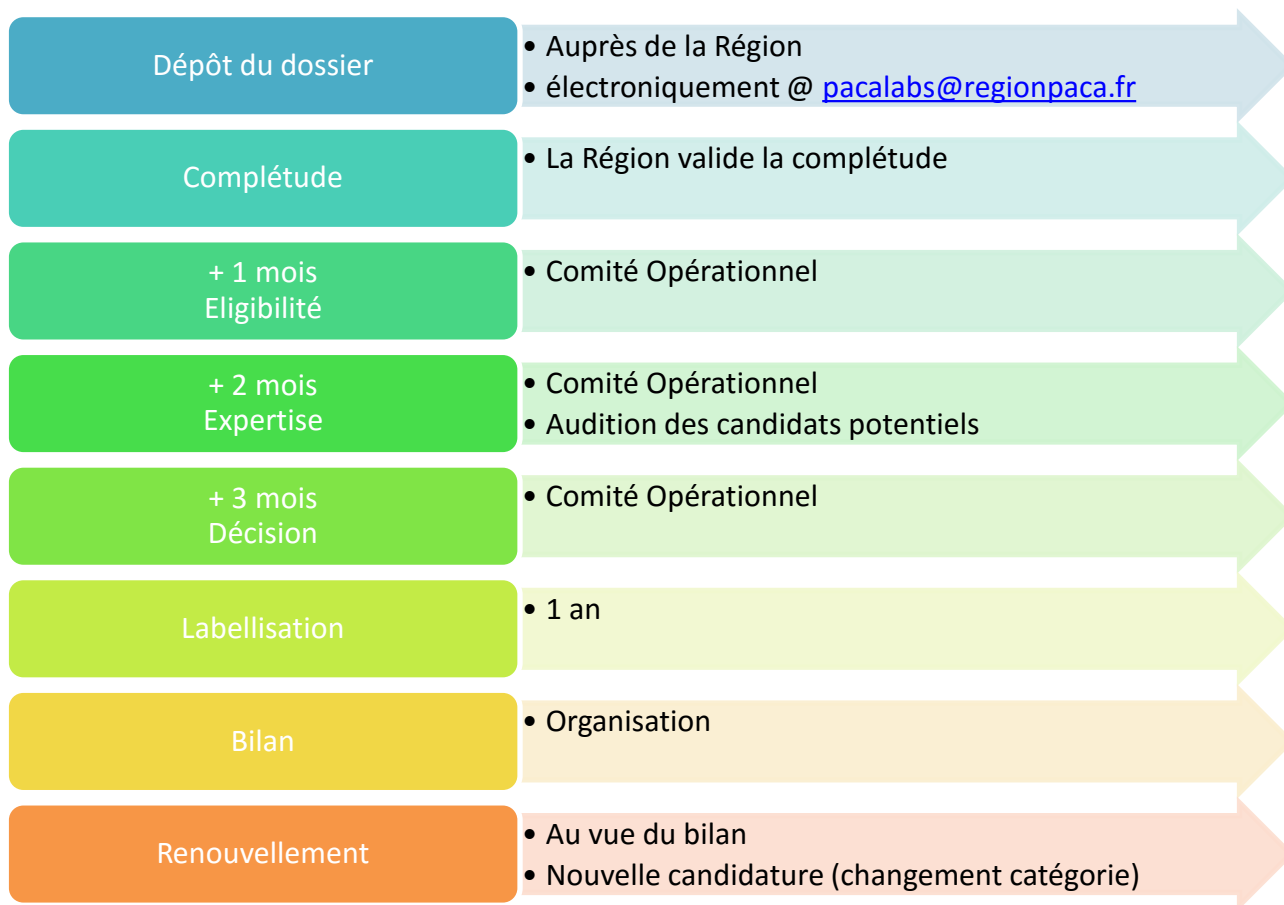 Dépôt du dossier
• Auprès de la Région
• électroniquement @ pacalabs@regionpaca.fr
Complétude
• La Région valide la complétude
+ 1 mois
Eligibilité
• Comité Opérationnel
+ 2 mois
Expertise
• Comité Opérationnel
• Audition des candidats potentiels
+ 3 mois
Décision
• Comité Opérationnel
Labellisation
• 1 an
Bilan
• Organisation
Renouvellement
• Au vue du bilan
• Nouvelle candidature (changement catégorie)